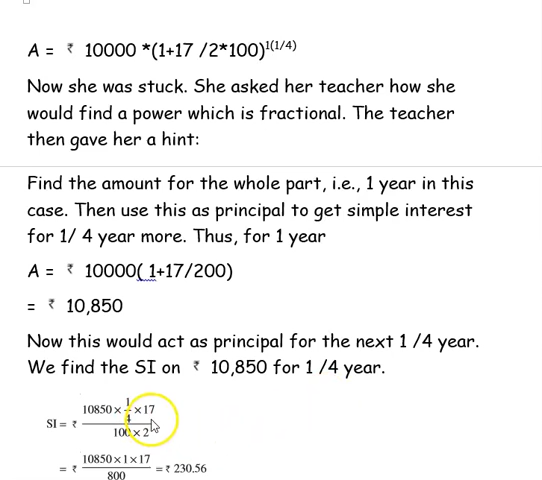 A = ₹ 10000 *(1+17 /2*100)^1(1/4)
Now she was stuck. She asked her teacher how she
would find a power which is fractional. The teacher
then gave her a hint:
Find the amount for the whole part, i.e., 1 year in this
case. Then use this as principal to get simple interest
for 1/ 4 year more. Thus, for 1 year
A = ₹ 10000( 1+17/200)
= ₹ 10,850
Now this would act as principal for the next 1 /4 year.
We find the SI on ₹ 10,850 for 1 /4 year.
SI = ₹ (10850 × 1/4 × 17)/(100 × 2)
= ₹ (10850 × 1 × 17)/800 = ₹ 230.56